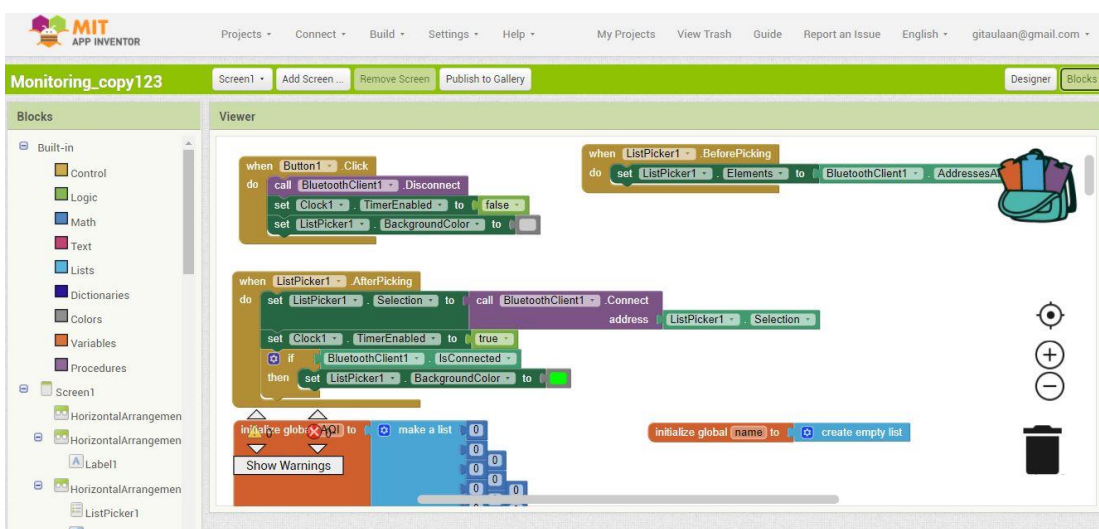 MIT
APP INVENTOR
Projects Connect Build Settings Help My Projects View Trash Guide Report an Issue English gitaulaan@gmail.com
Monitoring_copy123 Screen1 Add Screen ... Remove Screen Publish to Gallery Designer Blocks
Blocks Viewer
Built-in
Control
Logic
Math
Text
Lists
Dictionaries
Colors
Variables
Procedures
Screen1
HorizontalArrangemen
HorizontalArrangemen
Label1
HorizontalArrangemen
ListPicker1
when Button1 .Click
do call BluetoothClient1 .Disconnect
set Clock1 . TimerEnabled to false
set ListPicker1 . BackgroundColor to
when ListPicker1 .BeforePicking
do set ListPicker1 . Elements to BluetoothClient1 .
when ListPicker1 .AfterPicking
do set ListPicker1 . Selection to call BluetoothClient1 .Connect
address ListPicker1 . Selection
set Clock1 . TimerEnabled to true
if BluetoothClient1 . IsConnected
then set ListPicker1 . BackgroundColor to
to make a list 0
0
0
0
0
0
0
initialize global name to create empty list
Show Warnings